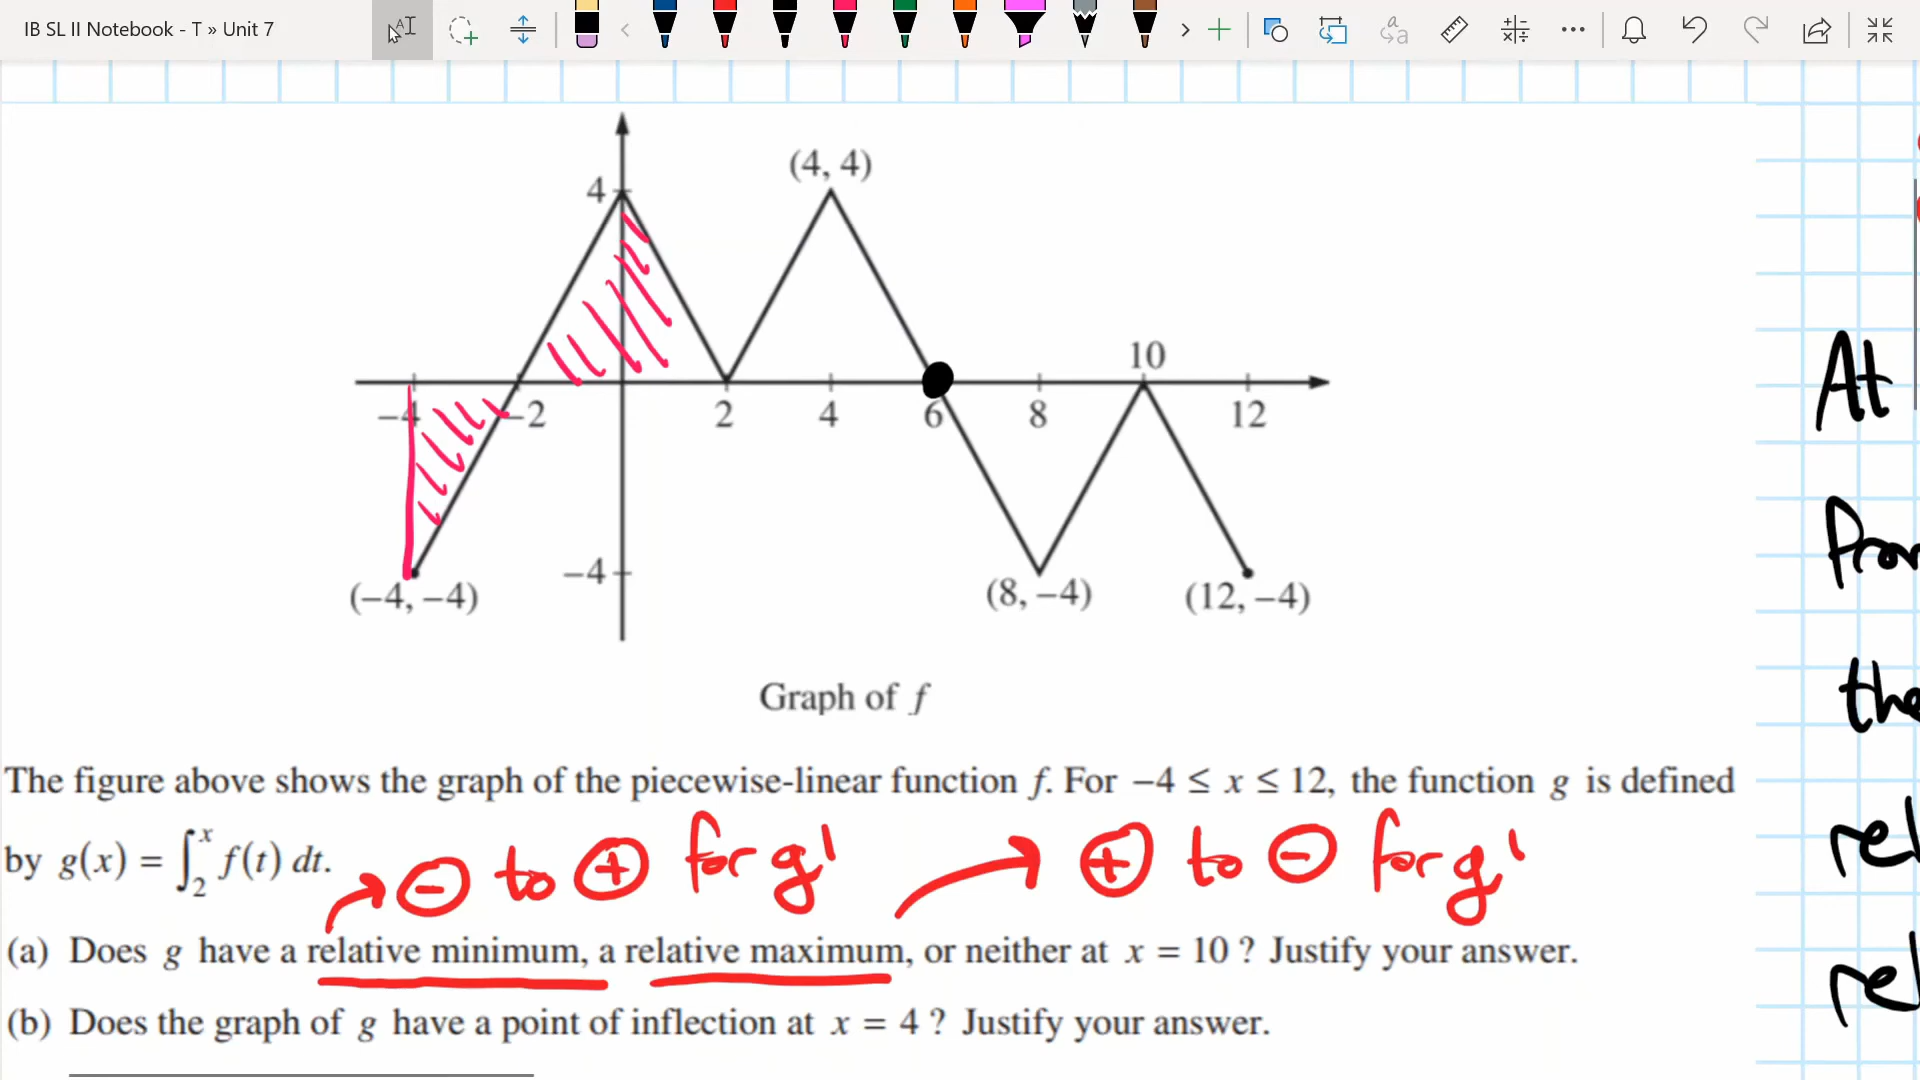 IB SL II Notebook - T » Unit 7
(4, 4)
4
10
−4 −2 2 4 6 8 12
−4
(−4, −4) (8, −4) (12, −4)
Graph of f
The figure above shows the graph of the piecewise-linear function f. For −4 ≤ x ≤ 12, the function g is defined
by g(x) = ∫₂ˣ f(t) dt.
⊖ to ⊕ for g' ⊕ to ⊖ for g'
(a) Does g have a relative minimum, a relative maximum, or neither at x = 10 ? Justify your answer.
(b) Does the graph of g have a point of inflection at x = 4 ? Justify your answer.
At
the
rel
rel